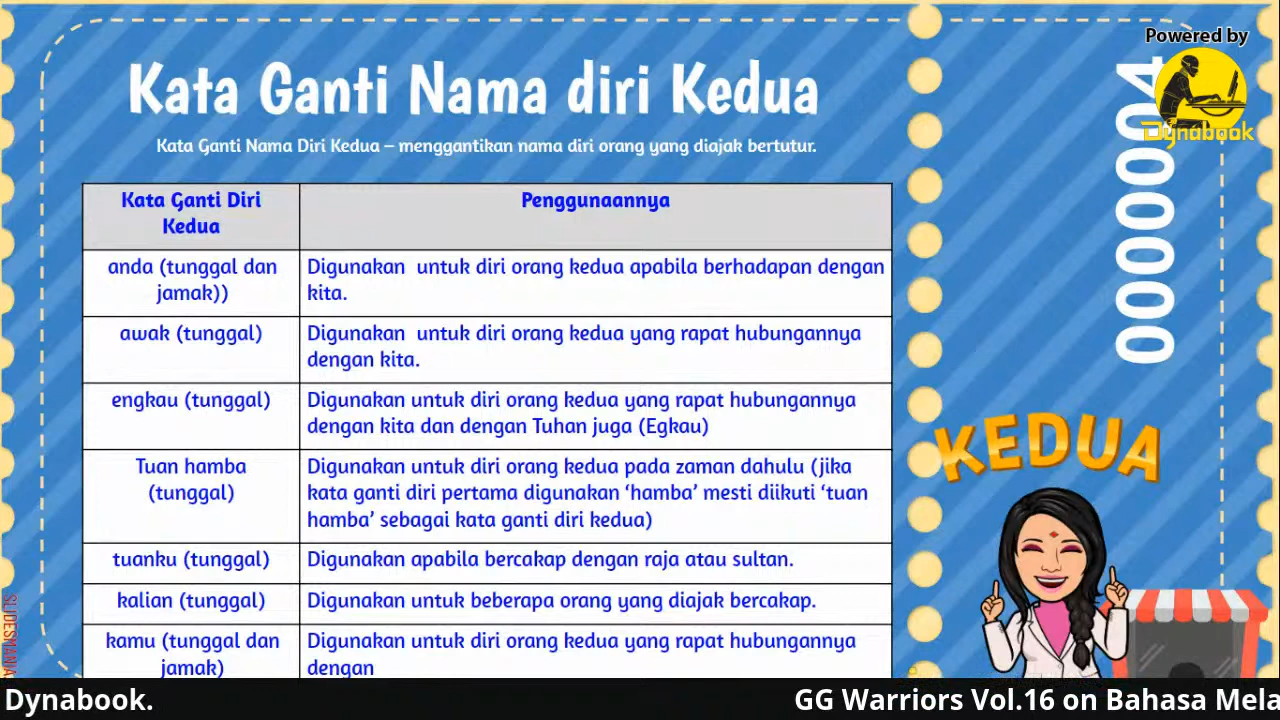 Powered by
Dynabook
Kata Ganti Nama diri Kedua
Kata Ganti Nama Diri Kedua – menggantikan nama diri orang yang diajak bertutur.
Kata Ganti Diri
Kedua
Penggunaannya
anda (tunggal dan
jamak))
Digunakan  untuk diri orang kedua apabila berhadapan dengan
kita.
awak (tunggal)
Digunakan  untuk diri orang kedua yang rapat hubungannya
dengan kita.
engkau (tunggal)
Digunakan untuk diri orang kedua yang rapat hubungannya
dengan kita dan dengan Tuhan juga (Egkau)
Tuan hamba
(tunggal)
Digunakan untuk diri orang kedua pada zaman dahulu (jika
kata ganti diri pertama digunakan ‘hamba’ mesti diikuti ‘tuan
hamba’ sebagai kata ganti diri kedua)
tuanku (tunggal)
Digunakan apabila bercakap dengan raja atau sultan.
kalian (tunggal)
Digunakan untuk beberapa orang yang diajak bercakap.
kamu (tunggal dan
jamak)
Digunakan untuk diri orang kedua yang rapat hubungannya
dengan
0000004
KEDUA
SLIDESMANIA
Dynabook.
GG Warriors Vol.16 on Bahasa Mela